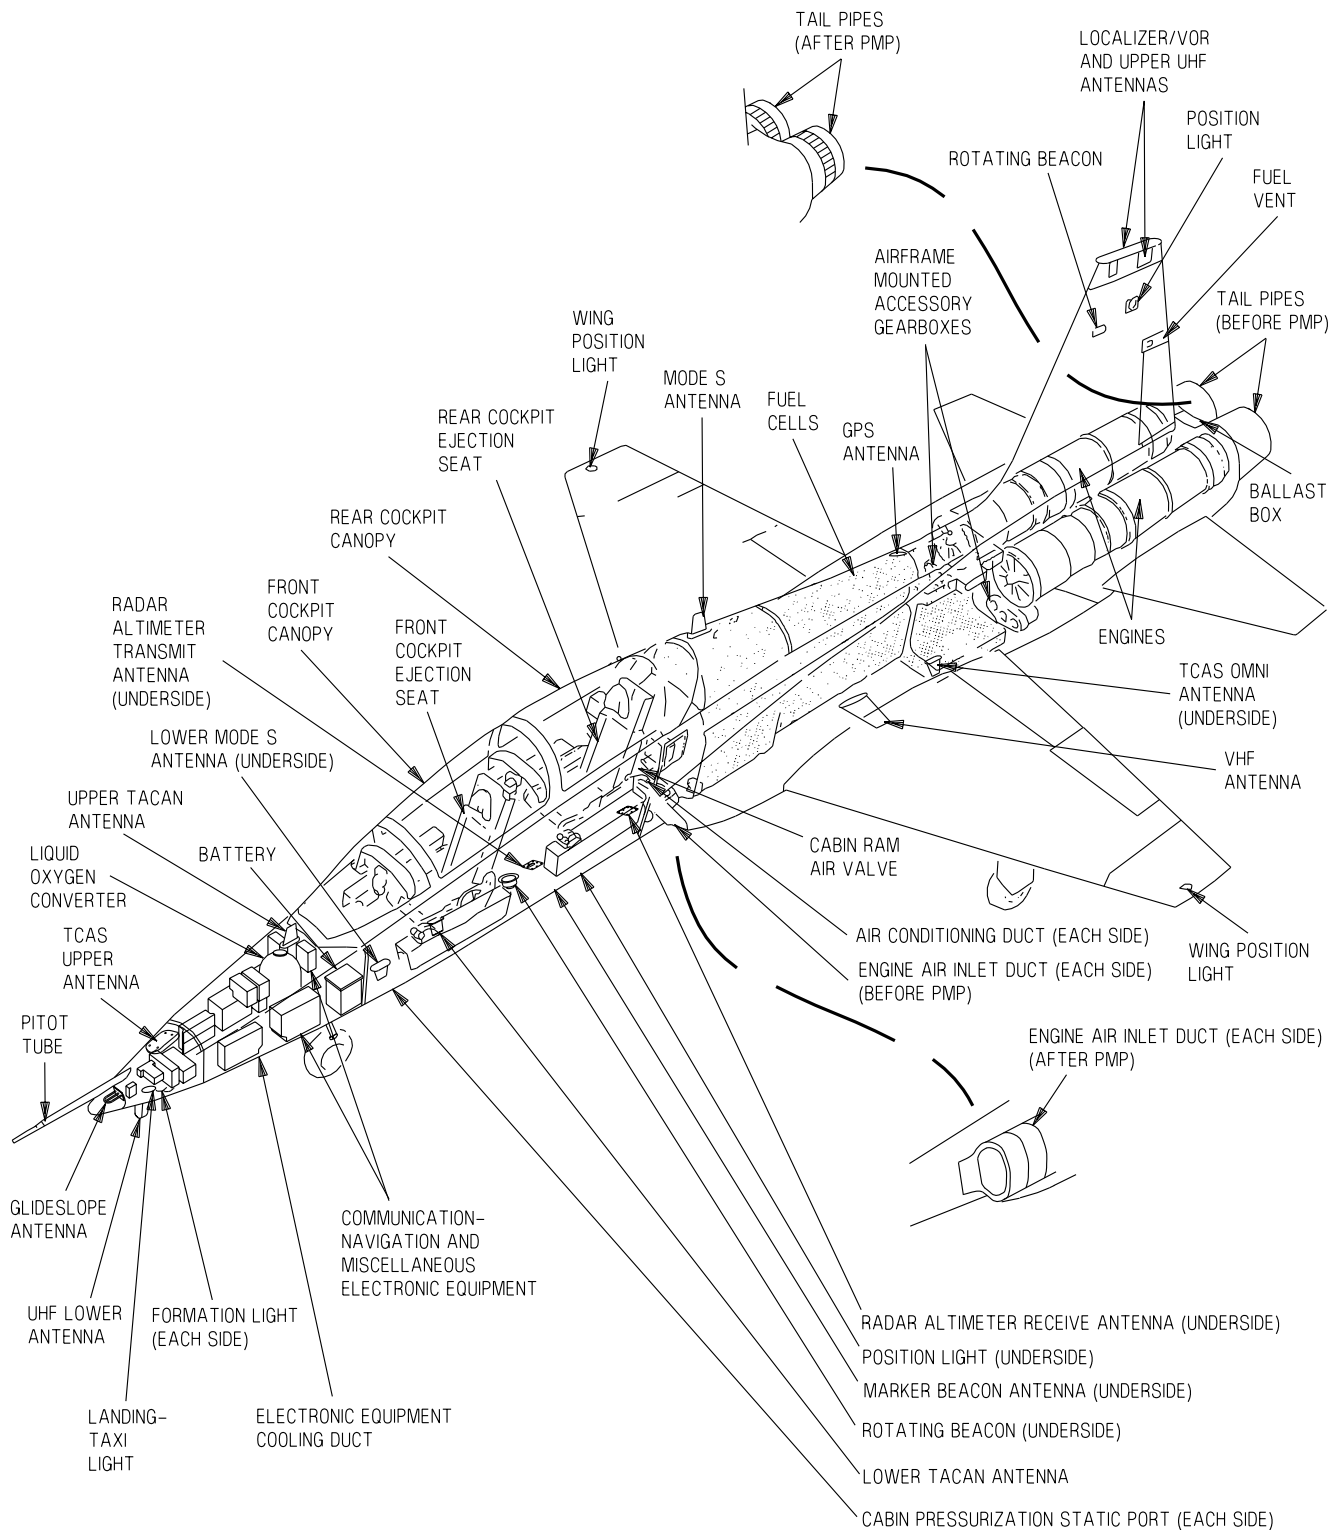 TAIL PIPES
(AFTER PMP)
LOCALIZER/VOR
AND UPPER UHF
ANTENNAS
POSITION
LIGHT
ROTATING BEACON
FUEL
VENT
AIRFRAME
MOUNTED
ACCESSORY
GEARBOXES
TAIL PIPES
(BEFORE PMP)
WING
POSITION
LIGHT
MODE S
ANTENNA
FUEL
CELLS
REAR COCKPIT
EJECTION
SEAT
GPS
ANTENNA
BALLAST
BOX
REAR COCKPIT
CANOPY
FRONT
COCKPIT
CANOPY
RADAR
ALTIMETER
TRANSMIT
ANTENNA
(UNDERSIDE)
FRONT
COCKPIT
EJECTION
SEAT
ENGINES
TCAS OMNI
ANTENNA
(UNDERSIDE)
LOWER MODE S
ANTENNA (UNDERSIDE)
VHF
ANTENNA
UPPER TACAN
ANTENNA
BATTERY
CABIN RAM
AIR VALVE
LIQUID
OXYGEN
CONVERTER
TCAS
UPPER
ANTENNA
AIR CONDITIONING DUCT (EACH SIDE)
WING POSITION
LIGHT
ENGINE AIR INLET DUCT (EACH SIDE)
(BEFORE PMP)
PITOT
TUBE
ENGINE AIR INLET DUCT (EACH SIDE)
(AFTER PMP)
GLIDESLOPE
ANTENNA
COMMUNICATION-
NAVIGATION AND
MISCELLANEOUS
ELECTRONIC EQUIPMENT
UHF LOWER
ANTENNA
FORMATION LIGHT
(EACH SIDE)
RADAR ALTIMETER RECEIVE ANTENNA (UNDERSIDE)
POSITION LIGHT (UNDERSIDE)
MARKER BEACON ANTENNA (UNDERSIDE)
LANDING-
TAXI
LIGHT
ELECTRONIC EQUIPMENT
COOLING DUCT
ROTATING BEACON (UNDERSIDE)
LOWER TACAN ANTENNA
CABIN PRESSURIZATION STATIC PORT (EACH SIDE)